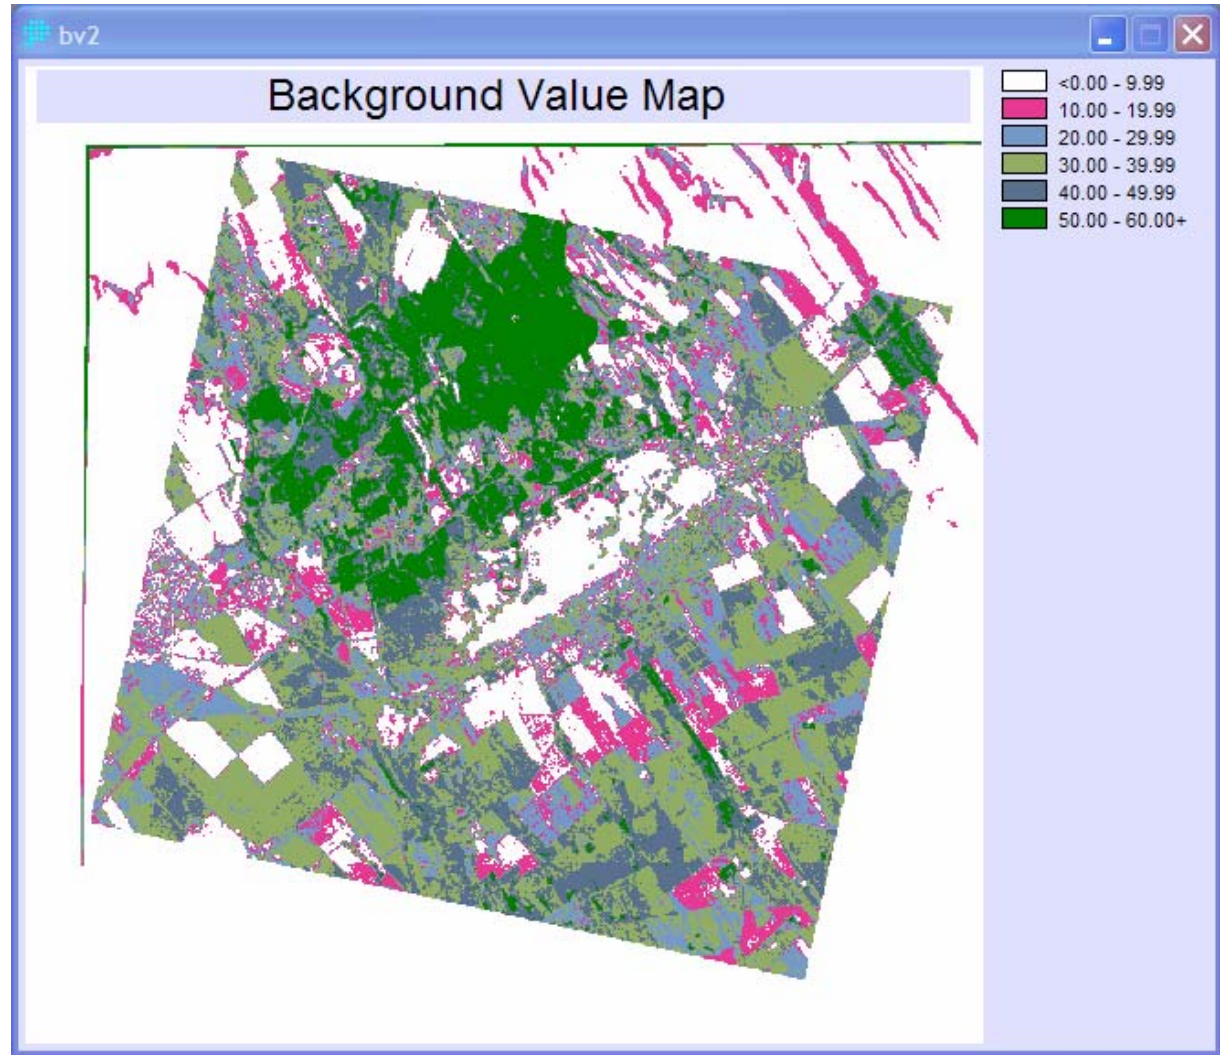 bv2
Background Value Map
<0.00 - 9.99
10.00 - 19.99
20.00 - 29.99
30.00 - 39.99
40.00 - 49.99
50.00 - 60.00+